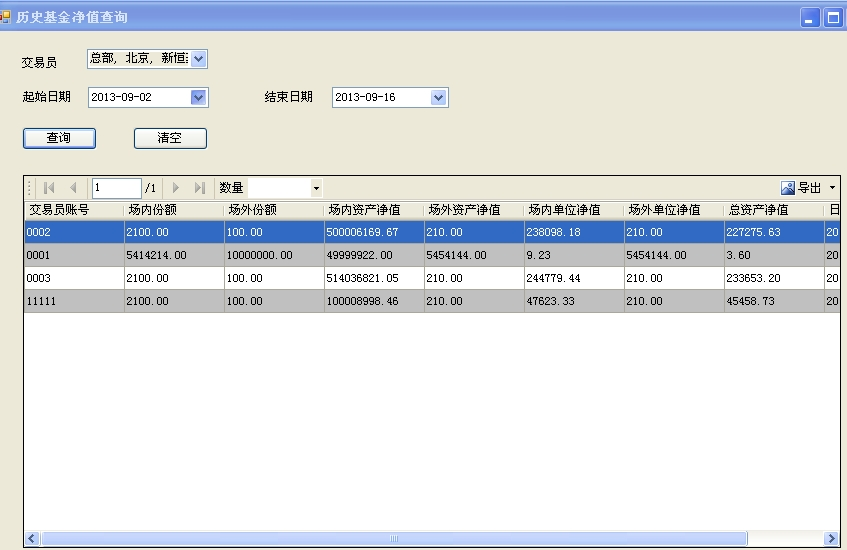 历史基金净值查询
交易员 总部, 北京, 新恒
起始日期 2013-09-02 结束日期 2013-09-16
查询 清空
1 /1 数量 导出
交易员账号 场内份额 场外份额 场内资产净值 场外资产净值 场内单位净值 场外单位净值 总资产净值 日
0002 2100.00 100.00 500006169.67 210.00 238098.18 210.00 227275.63 20
0001 5414214.00 10000000.00 49999922.00 5454144.00 9.23 5454144.00 3.60 20
0003 2100.00 100.00 514036821.05 210.00 244779.44 210.00 233653.20 20
11111 2100.00 100.00 100008998.46 210.00 47623.33 210.00 45458.73 20